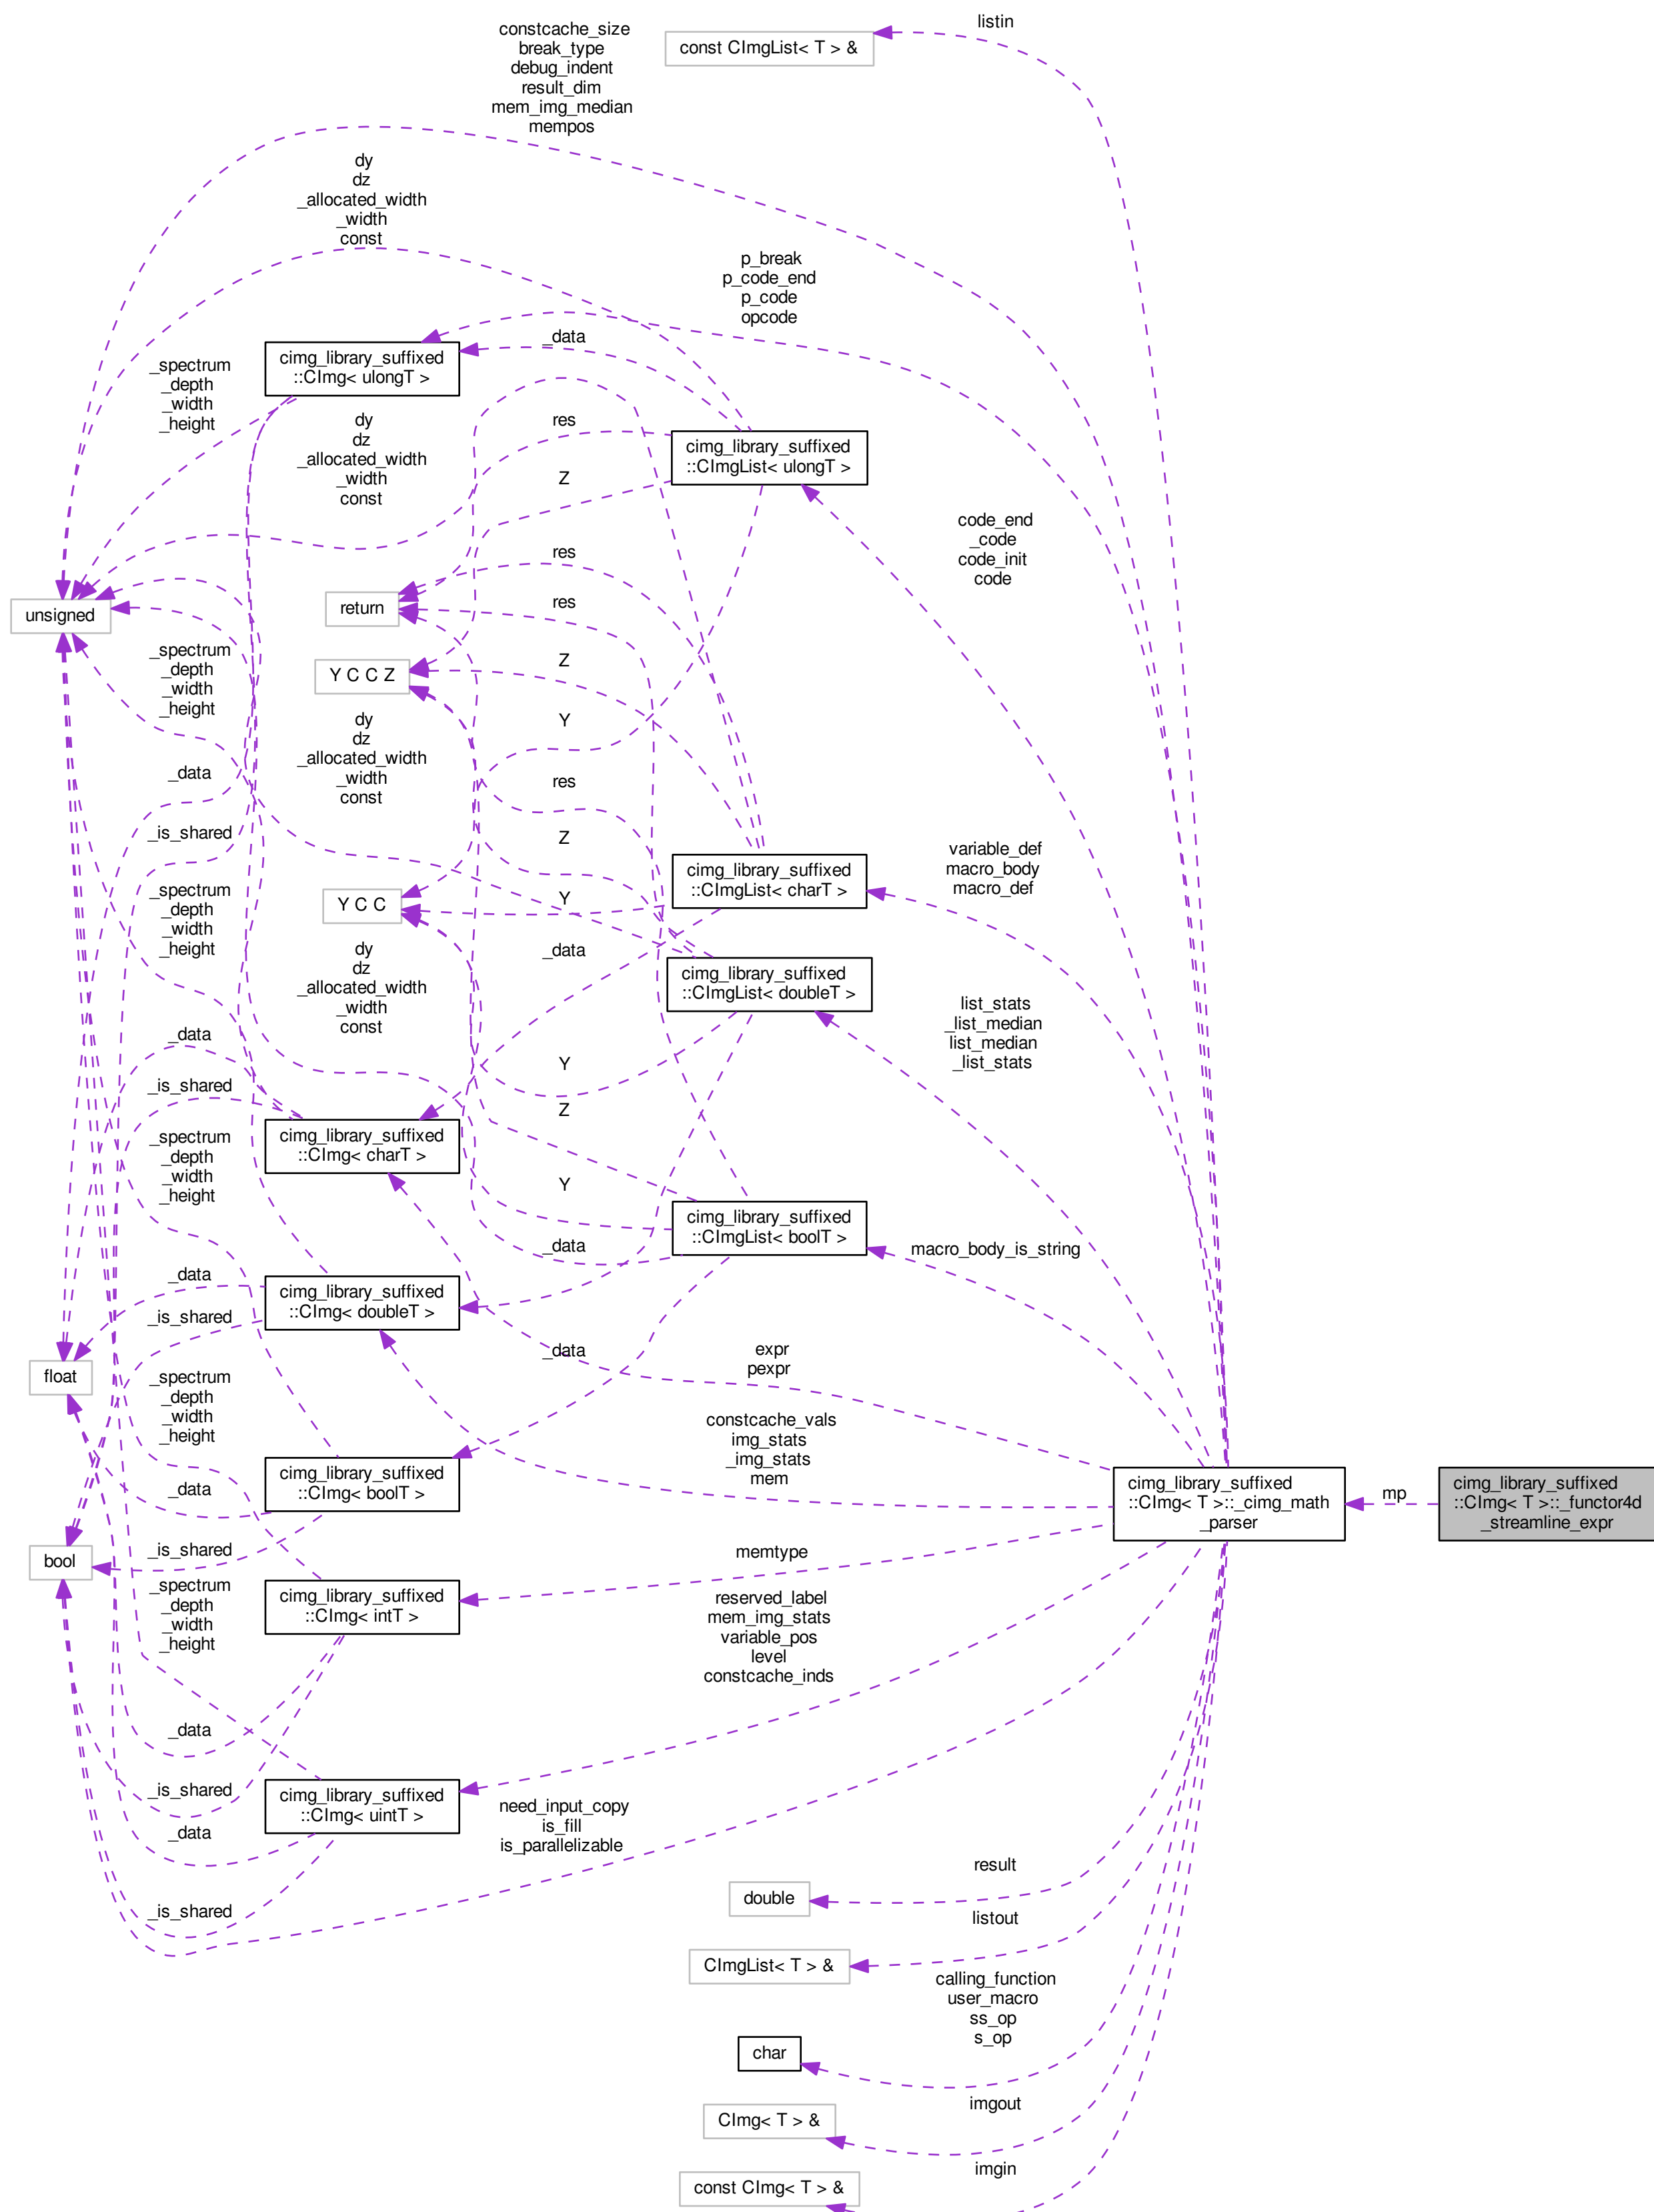 listin
constcache_size
break_type
debug_indent
result_dim
mem_img_median
mempos
const CImgList< T > &
dy
dz
_allocated_width
_width
const
p_break
p_code_end
p_code
opcode
_data
cimg_library_suffixed
::CImg< ulongT >
_spectrum
_depth
_width
_height
dy
dz
_allocated_width
_width
const
res
cimg_library_suffixed
::CImgList< ulongT >
Z
code_end
_code
code_init
code
res
unsigned
return
res
_spectrum
_depth
_width
_height
Y C C Z
Z
dy
dz
_allocated_width
_width
const
Y
_data
res
_is_shared
Z
variable_def
macro_body
macro_def
cimg_library_suffixed
::CImgList< charT >
_spectrum
_depth
_width
_height
Y C C
Y
dy
dz
_allocated_width
_width
const
_data
cimg_library_suffixed
::CImgList< doubleT >
list_stats
_list_median
list_median
_list_stats
_data
Y
_is_shared
Z
cimg_library_suffixed
::CImg< charT >
_spectrum
_depth
_width
_height
Y
cimg_library_suffixed
::CImgList< boolT >
_data
macro_body_is_string
_data
cimg_library_suffixed
::CImg< doubleT >
_is_shared
_data
expr
pexpr
float
_spectrum
_depth
_width
_height
constcache_vals
img_stats
_img_stats
mem
cimg_library_suffixed
::CImg< boolT >
_data
cimg_library_suffixed
::CImg< T >::_cimg_math
_parser
mp
cimg_library_suffixed
::CImg< T >::_functor4d
_streamline_expr
bool
_is_shared
memtype
_spectrum
_depth
_width
_height
cimg_library_suffixed
::CImg< intT >
reserved_label
mem_img_stats
variable_pos
level
constcache_inds
_data
_is_shared
cimg_library_suffixed
::CImg< uintT >
_data
need_input_copy
is_fill
is_parallelizable
_is_shared
result
double
listout
CImgList< T > &
calling_function
user_macro
ss_op
s_op
char
imgout
CImg< T > &
imgin
const CImg< T > &